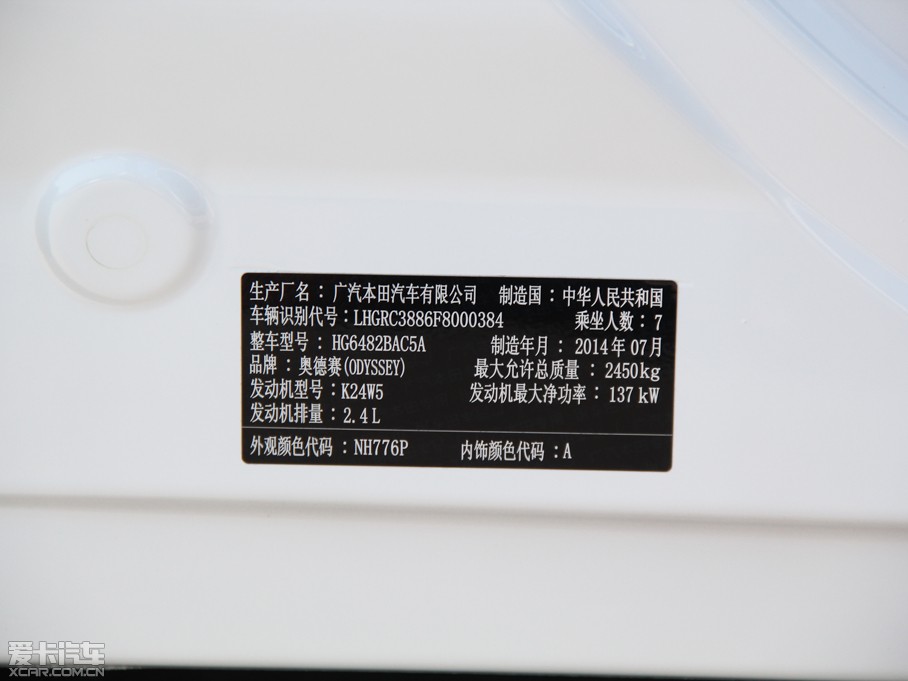 生产厂名：广汽本田汽车有限公司 制造国：中华人民共和国
车辆识别代号：LHGRC3886F8000384 乘坐人数：7
整车型号：HG6482BAC5A 制造年月：2014年07月
品牌：奥德赛(ODYSSEY) 最大允许总质量：2450kg
发动机型号：K24W5 发动机最大净功率：137kW
发动机排量：2.4L
外观颜色代码：NH776P 内饰颜色代码：A
爱卡汽车
XCAR.COM.CN